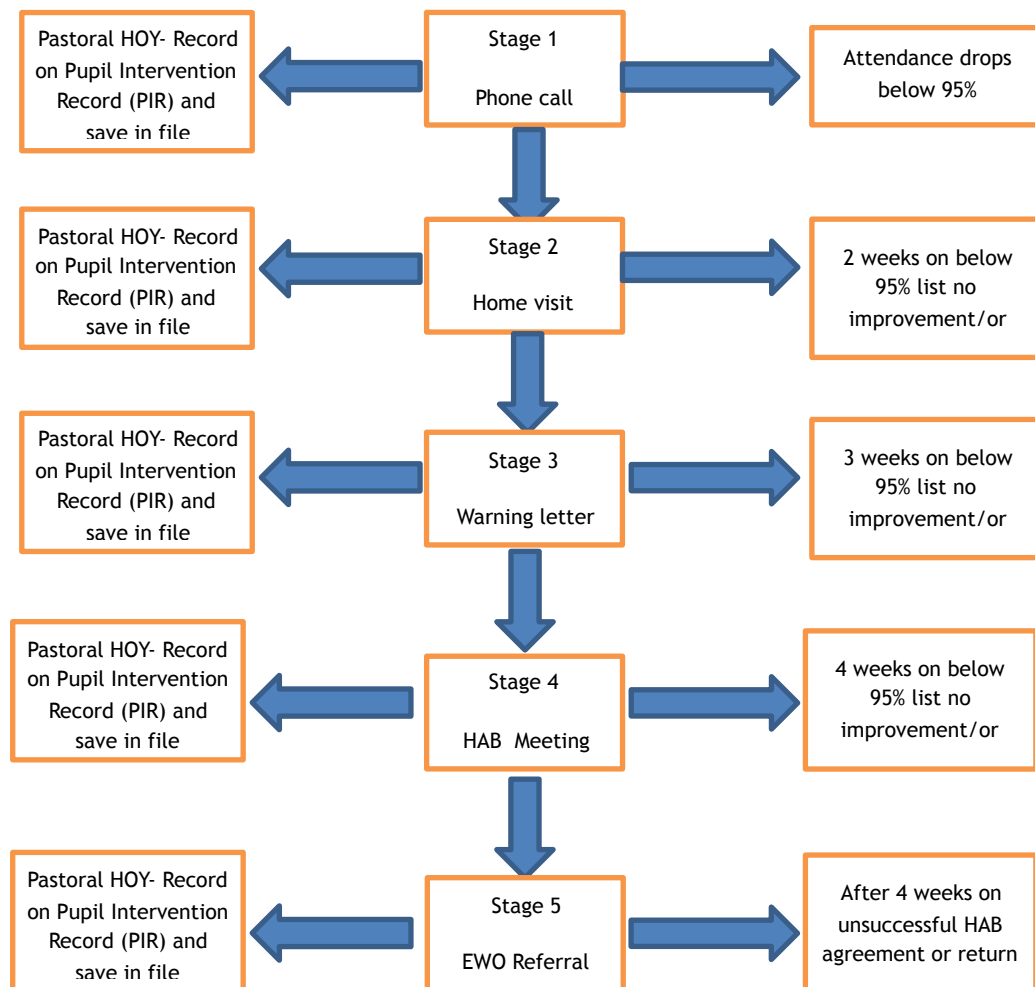 Pastoral HOY- Record
on Pupil Intervention
Record (PIR) and
save in file
Stage 1
Phone call
Attendance drops
below 95%
Pastoral HOY- Record
on Pupil Intervention
Record (PIR) and
save in file
Stage 2
Home visit
2 weeks on below
95% list no
improvement/or
Pastoral HOY- Record
on Pupil Intervention
Record (PIR) and
save in file
Stage 3
Warning letter
3 weeks on below
95% list no
improvement/or
Pastoral HOY- Record
on Pupil Intervention
Record (PIR) and
save in file
Stage 4
HAB Meeting
4 weeks on below
95% list no
improvement/or
Pastoral HOY- Record
on Pupil Intervention
Record (PIR) and
save in file
Stage 5
EWO Referral
After 4 weeks on
unsuccessful HAB
agreement or return